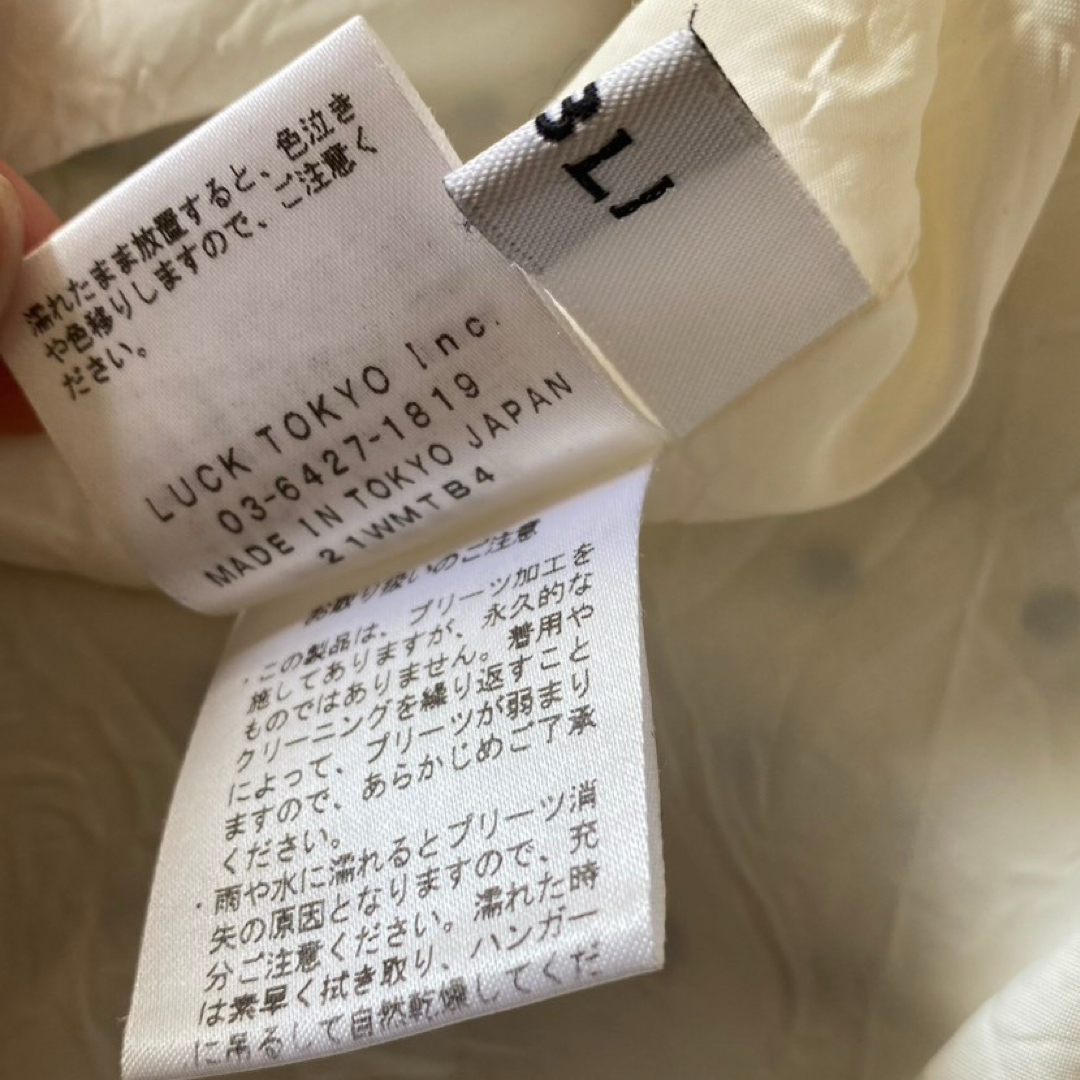 濡れたまま放置すると、色泣き
や色移りしますので、ご注意く
ださい。
LUCK TOKYO Inc.
03-6427-1819
MADE IN TOKYO JAPAN
21WMTB4
お取り扱いのご注意
・この製品は、プリーツ加工を
施してありますが、永久的な
ものではありません。着用や
クリーニングを繰り返すこと
によって、プリーツが弱まり
ますので、あらかじめご了承
ください。
・雨や水に濡れるとプリーツ消
失の原因となりますので、充
分ご注意ください。濡れた時
は素早く拭き取り、ハンガー
に吊るして自然乾燥してくだ